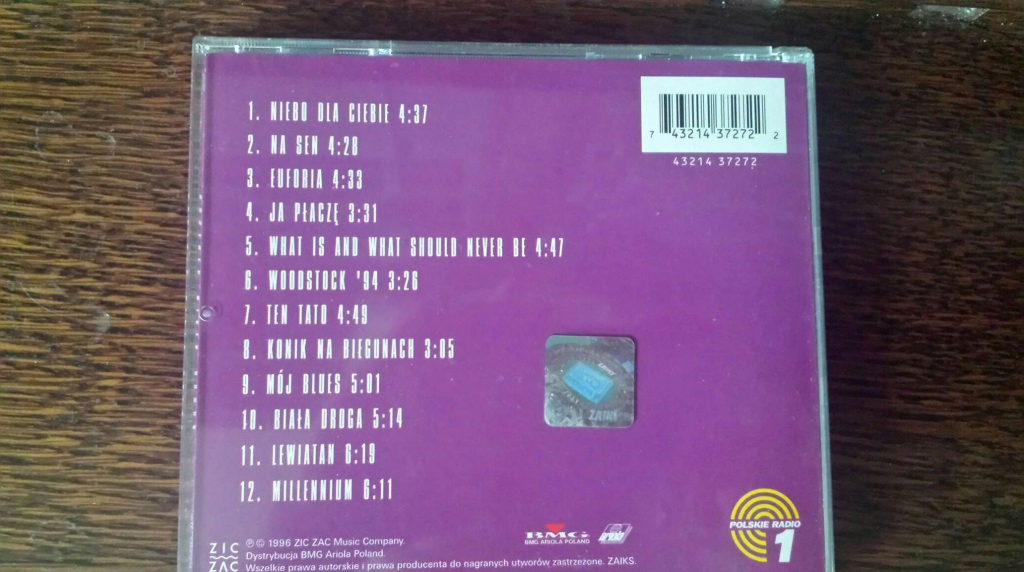 1. NIEBO DLA CIEBIE 4:37
2. NA SEN 4:28
3. EUFORIA 4:33
4. JA PŁACZĘ 3:31
5. WHAT IS AND WHAT SHOULD NEVER BE 4:47
6. WOODSTOCK '94 3:26
7. TEN TATO 4:49
8. KONIK NA BIEGUNACH 3:05
9. MÓJ BLUES 5:01
10. BIAŁA DROGA 5:14
11. LEWIATAN 6:19
12. MILLENNIUM 6:11
7 43214 37272 2
43214 37272
ZAIKS
POLSKIE RADIO
1
BMG
BMG ARIOLA POLAND
ZIC
ZAC
℗ © 1996 ZIC ZAC Music Company.
Dystrybucja BMG Ariola Poland.
Wszelkie prawa autorskie i prawa producenta do nagranych utworów zastrzeżone. ZAIKS.